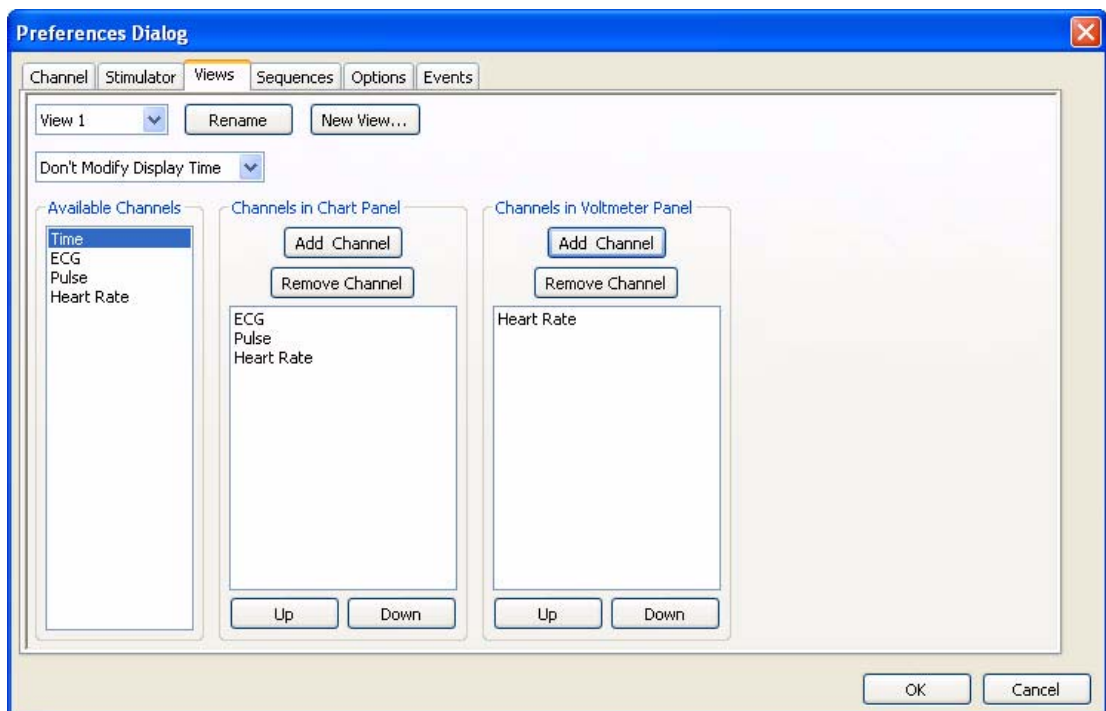 Preferences Dialog
Channel Stimulator Views Sequences Options Events
View 1 Rename New View...
Don't Modify Display Time
Available Channels
Time
ECG
Pulse
Heart Rate
Channels in Chart Panel
Add Channel
Remove Channel
ECG
Pulse
Heart Rate
Up Down
Channels in Voltmeter Panel
Add Channel
Remove Channel
Heart Rate
Up Down
OK Cancel